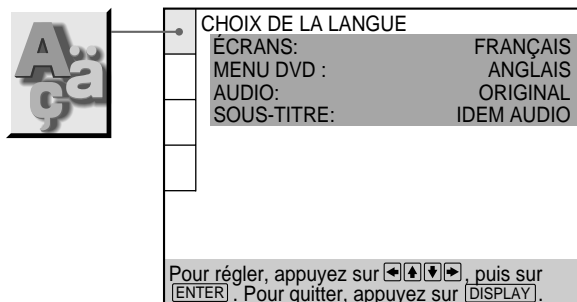 Aäç
CHOIX DE LA LANGUE
ÉCRANS: FRANÇAIS
MENU DVD : ANGLAIS
AUDIO: ORIGINAL
SOUS-TITRE: IDEM AUDIO
Pour régler, appuyez sur ←↑↓→, puis sur
ENTER . Pour quitter, appuyez sur DISPLAY .